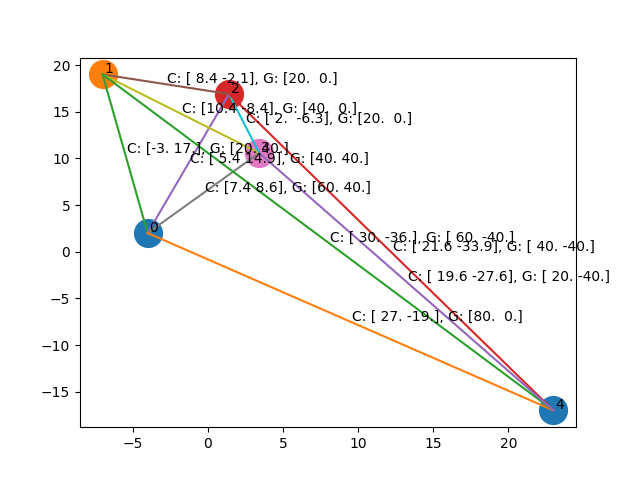 20
1
C: [ 8.4 -2.1], G: [20.  0.]
2
15
C: [10.4 -8.4], G: [40.  0.]
C: [ 2.  -6.3], G: [20.  0.]
C: [-3. 17.], G: [20. 40.]
3
10
C: [ 5.4 14.9], G: [40. 40.]
5
C: [7.4 8.6], G: [60. 40.]
0
C: [ 30. -36.], G: [ 60. -40.]
0
C: [ 21.6 -33.9], G: [ 40. -40.]
C: [ 19.6 -27.6], G: [ 20. -40.]
−5
C: [ 27. -19.], G: [80.  0.]
−10
−15
4
−5 0 5 10 15 20